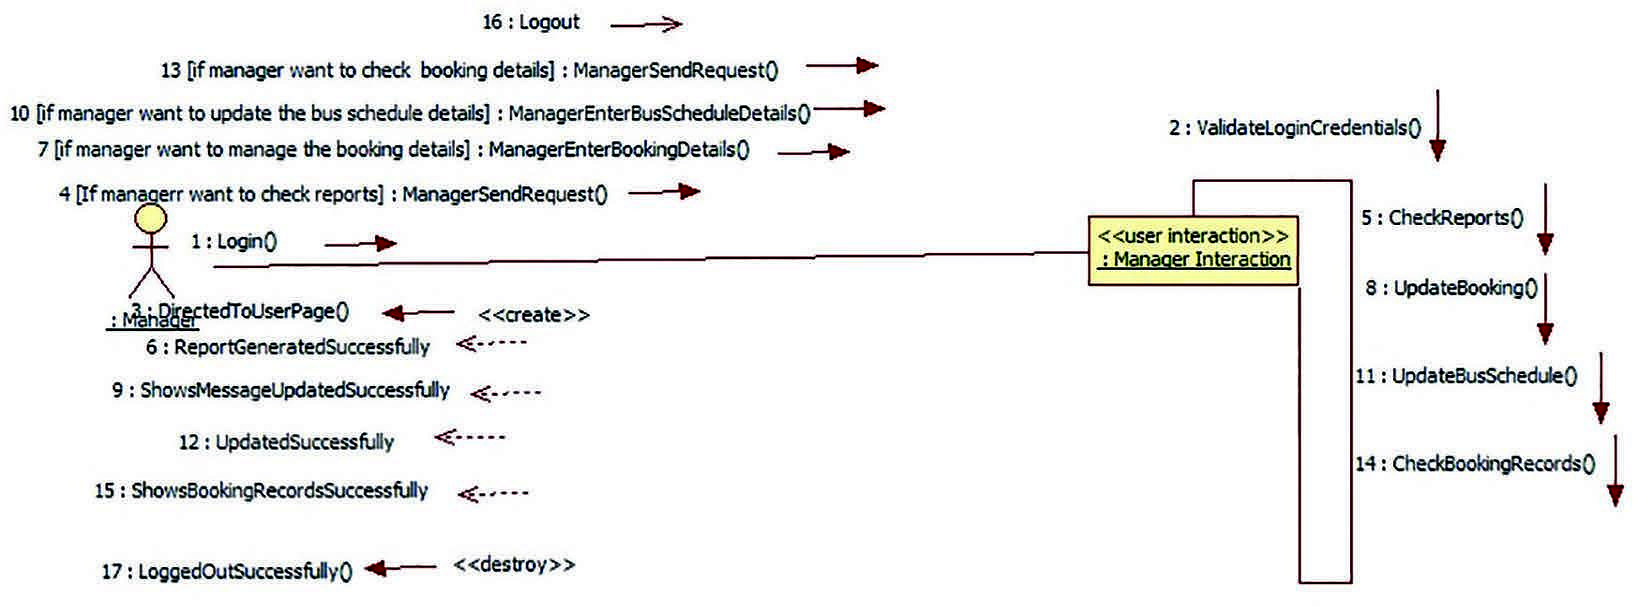 16 : Logout
13 [if manager want to check  booking details] : ManagerSendRequest()
10 [if manager want to update the bus schedule details] : ManagerEnterBusScheduleDetails()
2 : ValidateLoginCredentials()
7 [if manager want to manage the booking details] : ManagerEnterBookingDetails()
4 [If managerr want to check reports] : ManagerSendRequest()
5 : CheckReports()
1 : Login()
<<user interaction>>
: Manager Interaction
8 : UpdateBooking()
3 : DirectedToUserPage()
<<create>>
: Manager
6 : ReportGeneratedSuccessfully
11 : UpdateBusSchedule()
9 : ShowsMessageUpdatedSuccessfully
12 : UpdatedSuccessfully
14 : CheckBookingRecords()
15 : ShowsBookingRecordsSuccessfully
17 : LoggedOutSuccessfully()
<<destroy>>